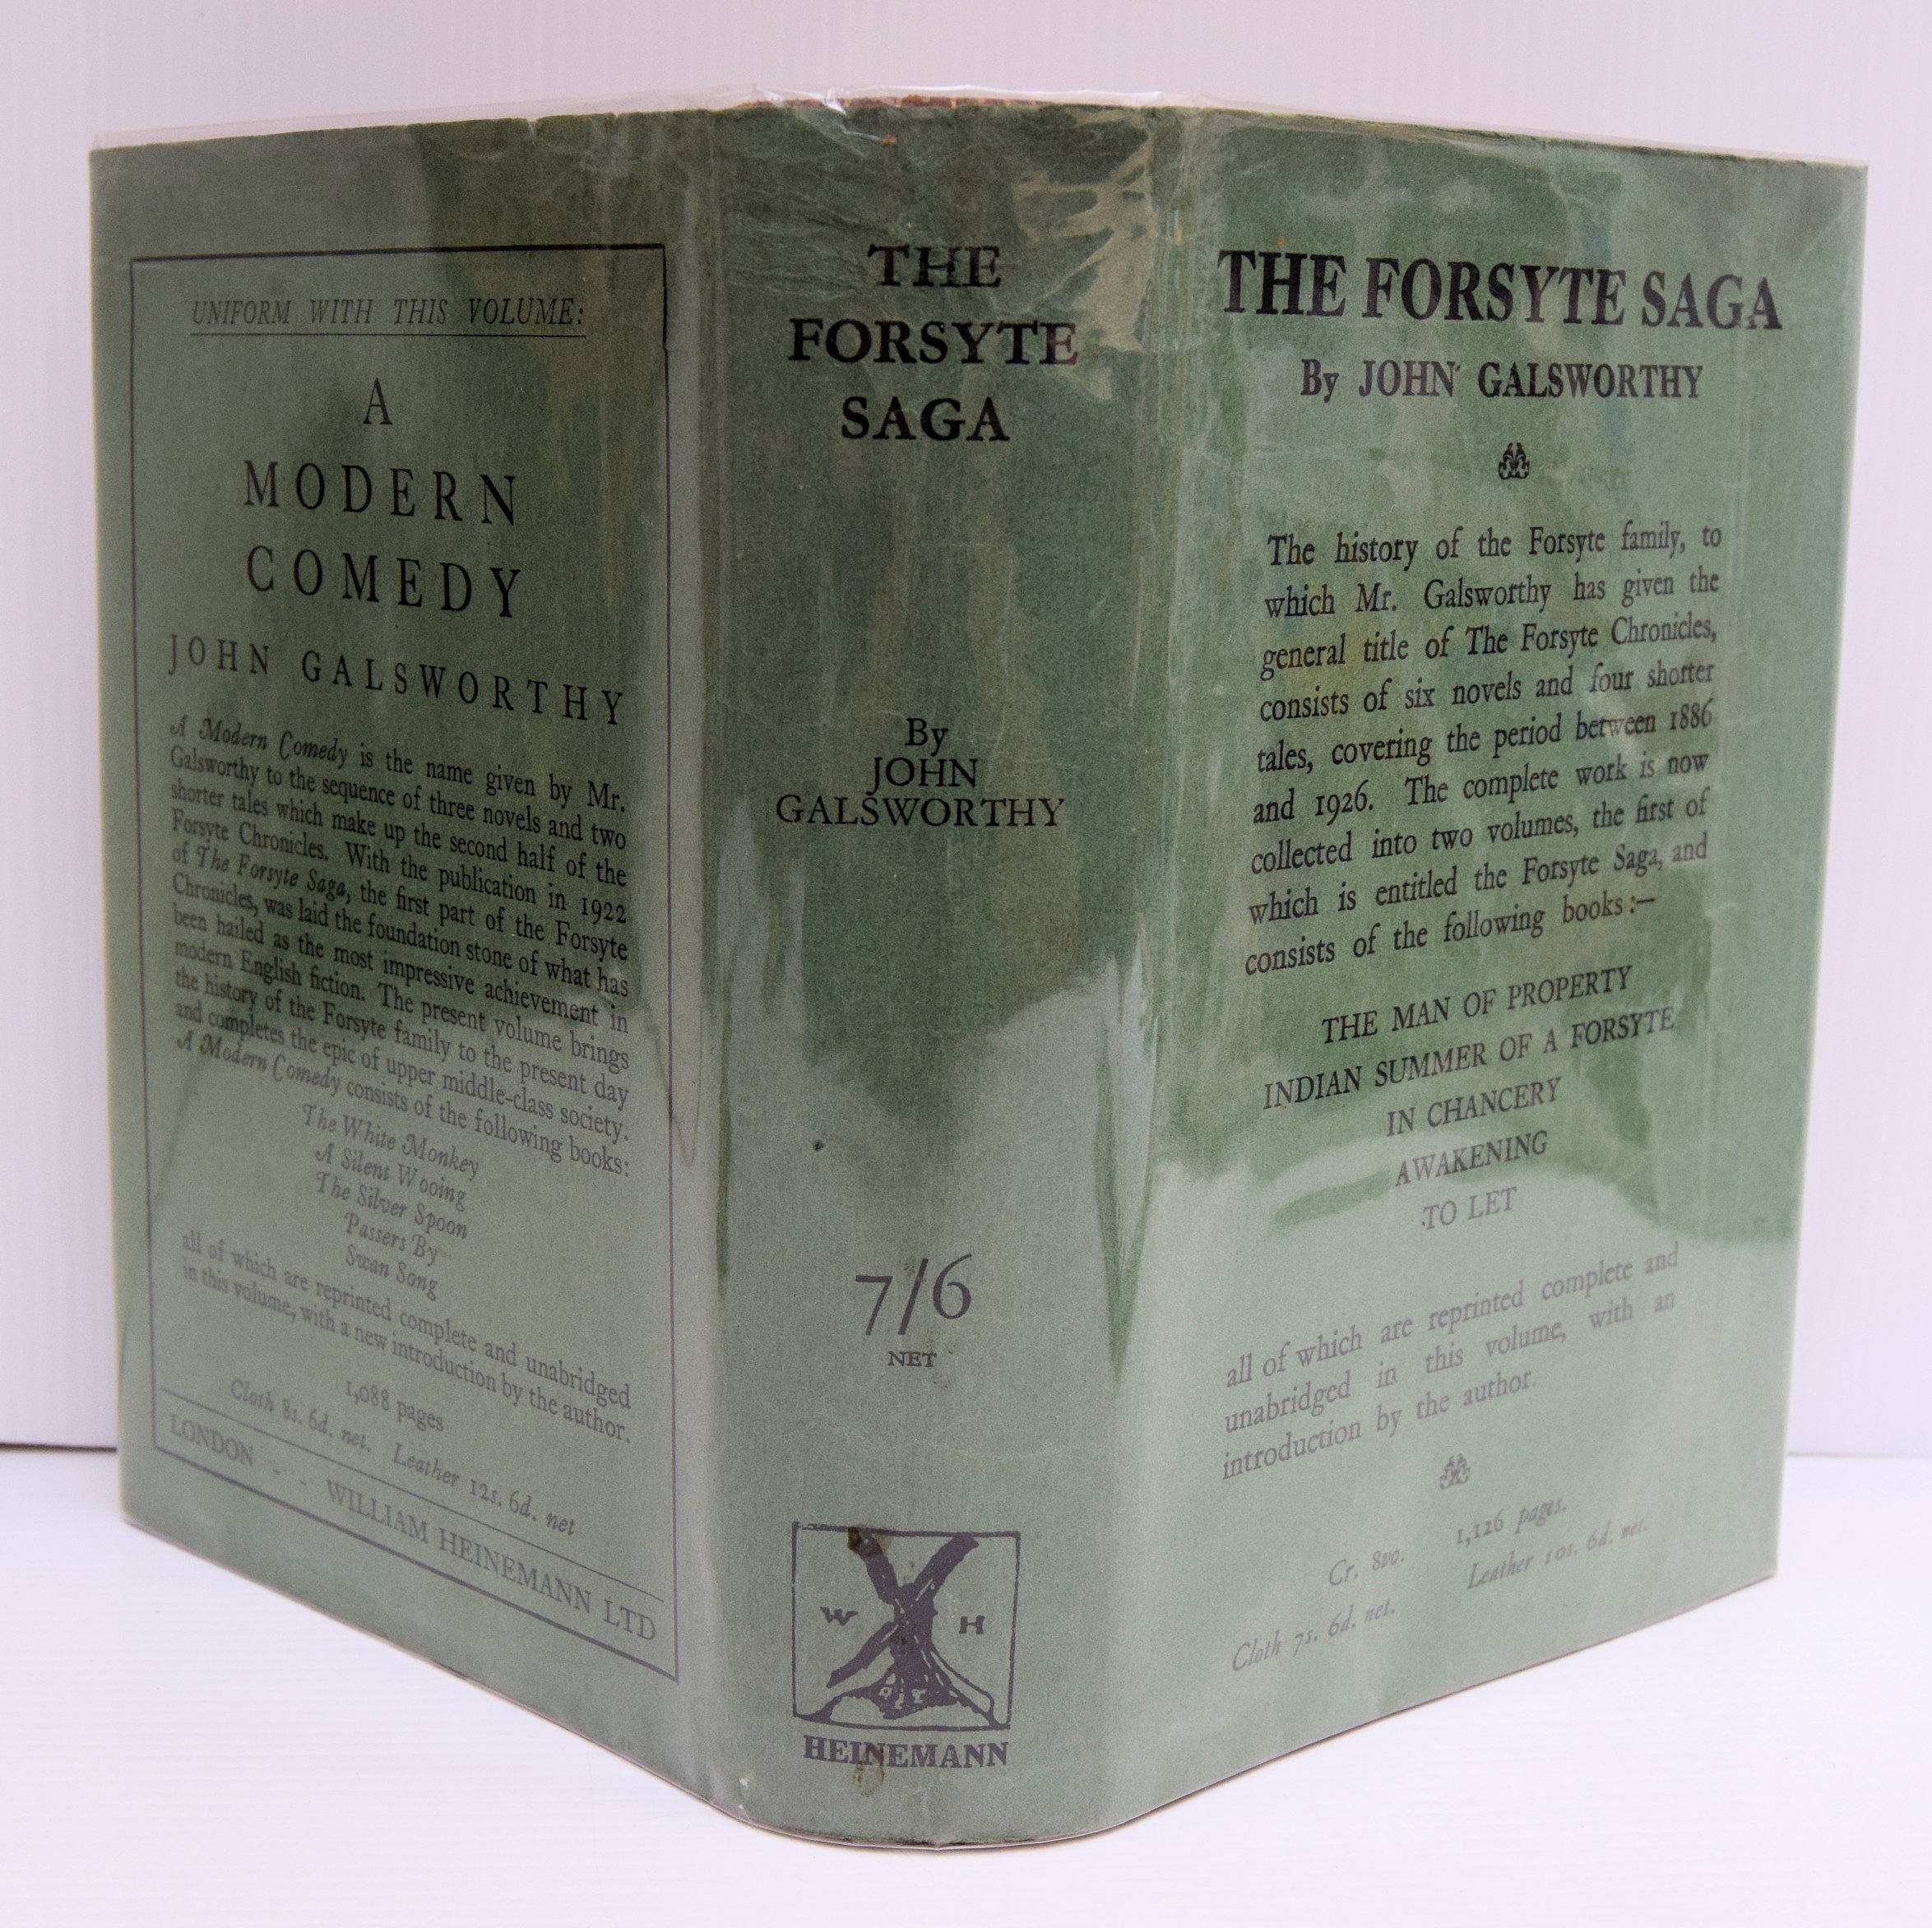 UNIFORM WITH THIS VOLUME:
A
MODERN
COMEDY
JOHN GALSWORTHY
A Modern Comedy is the name given by Mr.
Galsworthy to the sequence of three novels and two
shorter tales which make up the second half of the
Forsyte Chronicles. With the publication in 1922
of The Forsyte Saga, the first part of the Forsyte
Chronicles, was laid the foundation stone of what has
been hailed as the most impressive achievement in
modern English fiction. The present volume brings
the history of the Forsyte family to the present day
and completes the epic of upper middle-class society.
A Modern Comedy consists of the following books:
The White Monkey
A Silent Wooing
The Silver Spoon
Passers By
Swan Song
all of which are reprinted complete and unabridged
in this volume, with a new introduction by the author.
1,088 pages
Cloth 8s. 6d. net. Leather 12s. 6d. net
LONDON - - WILLIAM HEINEMANN LTD
THE
FORSYTE
SAGA
By
JOHN
GALSWORTHY
7/6
NET
W H
HEINEMANN
THE FORSYTE SAGA
By JOHN GALSWORTHY
The history of the Forsyte family, to
which Mr. Galsworthy has given the
general title of The Forsyte Chronicles,
consists of six novels and four shorter
tales, covering the period between 1886
and 1926. The complete work is now
collected into two volumes, the first of
which is entitled the Forsyte Saga, and
consists of the following books:—
THE MAN OF PROPERTY
INDIAN SUMMER OF A FORSYTE
IN CHANCERY
AWAKENING
TO LET
all of which are reprinted complete and
unabridged in this volume, with an
introduction by the author.
Cr. 8vo. 1,126 pages.
Cloth 7s. 6d. net. Leather 10s. 6d. net.